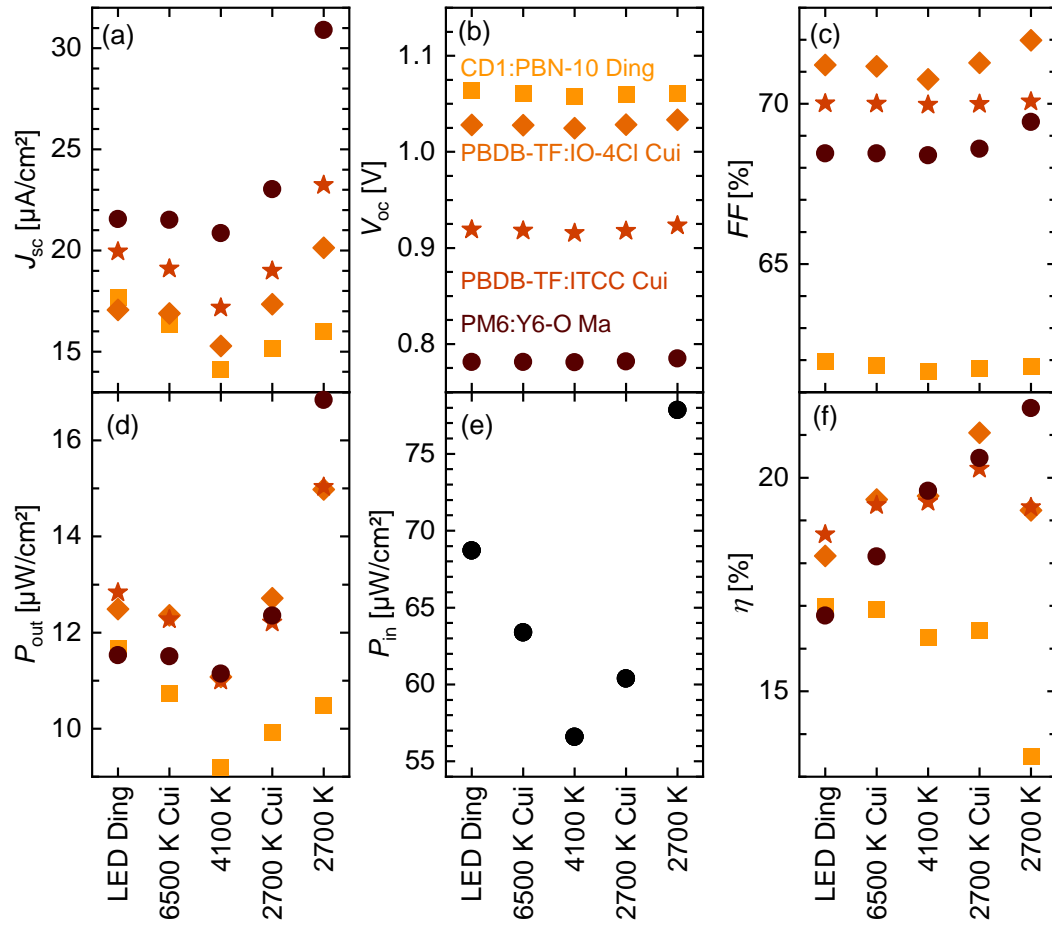 (a)
30
25
20
15
J_sc [µA/cm²]
(b)
1.1
1.0
0.9
0.8
V_oc [V]
CD1:PBN-10 Ding
PBDB-TF:IO-4Cl Cui
PBDB-TF:ITCC Cui
PM6:Y6-O Ma
(c)
70
65
FF [%]
(d)
16
14
12
10
P_out [µW/cm²]
LED Ding
6500 K Cui
4100 K
2700 K Cui
2700 K
(e)
75
70
65
60
55
P_in [µW/cm²]
LED Ding
6500 K Cui
4100 K
2700 K Cui
2700 K
(f)
20
15
η [%]
LED Ding
6500 K Cui
4100 K
2700 K Cui
2700 K